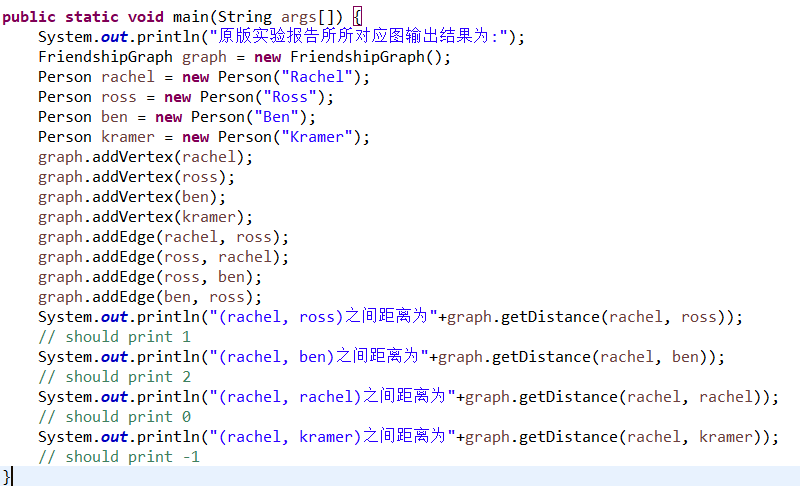 public static void main(String args[]) {
    System.out.println("原版实验报告所所对应图输出结果为:");
    FriendshipGraph graph = new FriendshipGraph();
    Person rachel = new Person("Rachel");
    Person ross = new Person("Ross");
    Person ben = new Person("Ben");
    Person kramer = new Person("Kramer");
    graph.addVertex(rachel);
    graph.addVertex(ross);
    graph.addVertex(ben);
    graph.addVertex(kramer);
    graph.addEdge(rachel, ross);
    graph.addEdge(ross, rachel);
    graph.addEdge(ross, ben);
    graph.addEdge(ben, ross);
    System.out.println("(rachel, ross)之间距离为"+graph.getDistance(rachel, ross));
    // should print 1
    System.out.println("(rachel, ben)之间距离为"+graph.getDistance(rachel, ben));
    // should print 2
    System.out.println("(rachel, rachel)之间距离为"+graph.getDistance(rachel, rachel));
    // should print 0
    System.out.println("(rachel, kramer)之间距离为"+graph.getDistance(rachel, kramer));
    // should print -1
}